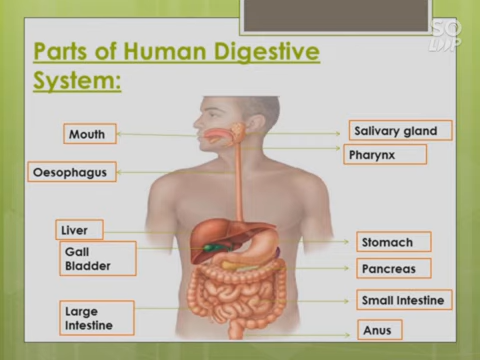 Parts of Human Digestive
System:
Mouth
Salivary gland
Pharynx
Oesophagus
Liver
Gall
Bladder
Stomach
Pancreas
Large
Intestine
Small Intestine
Anus